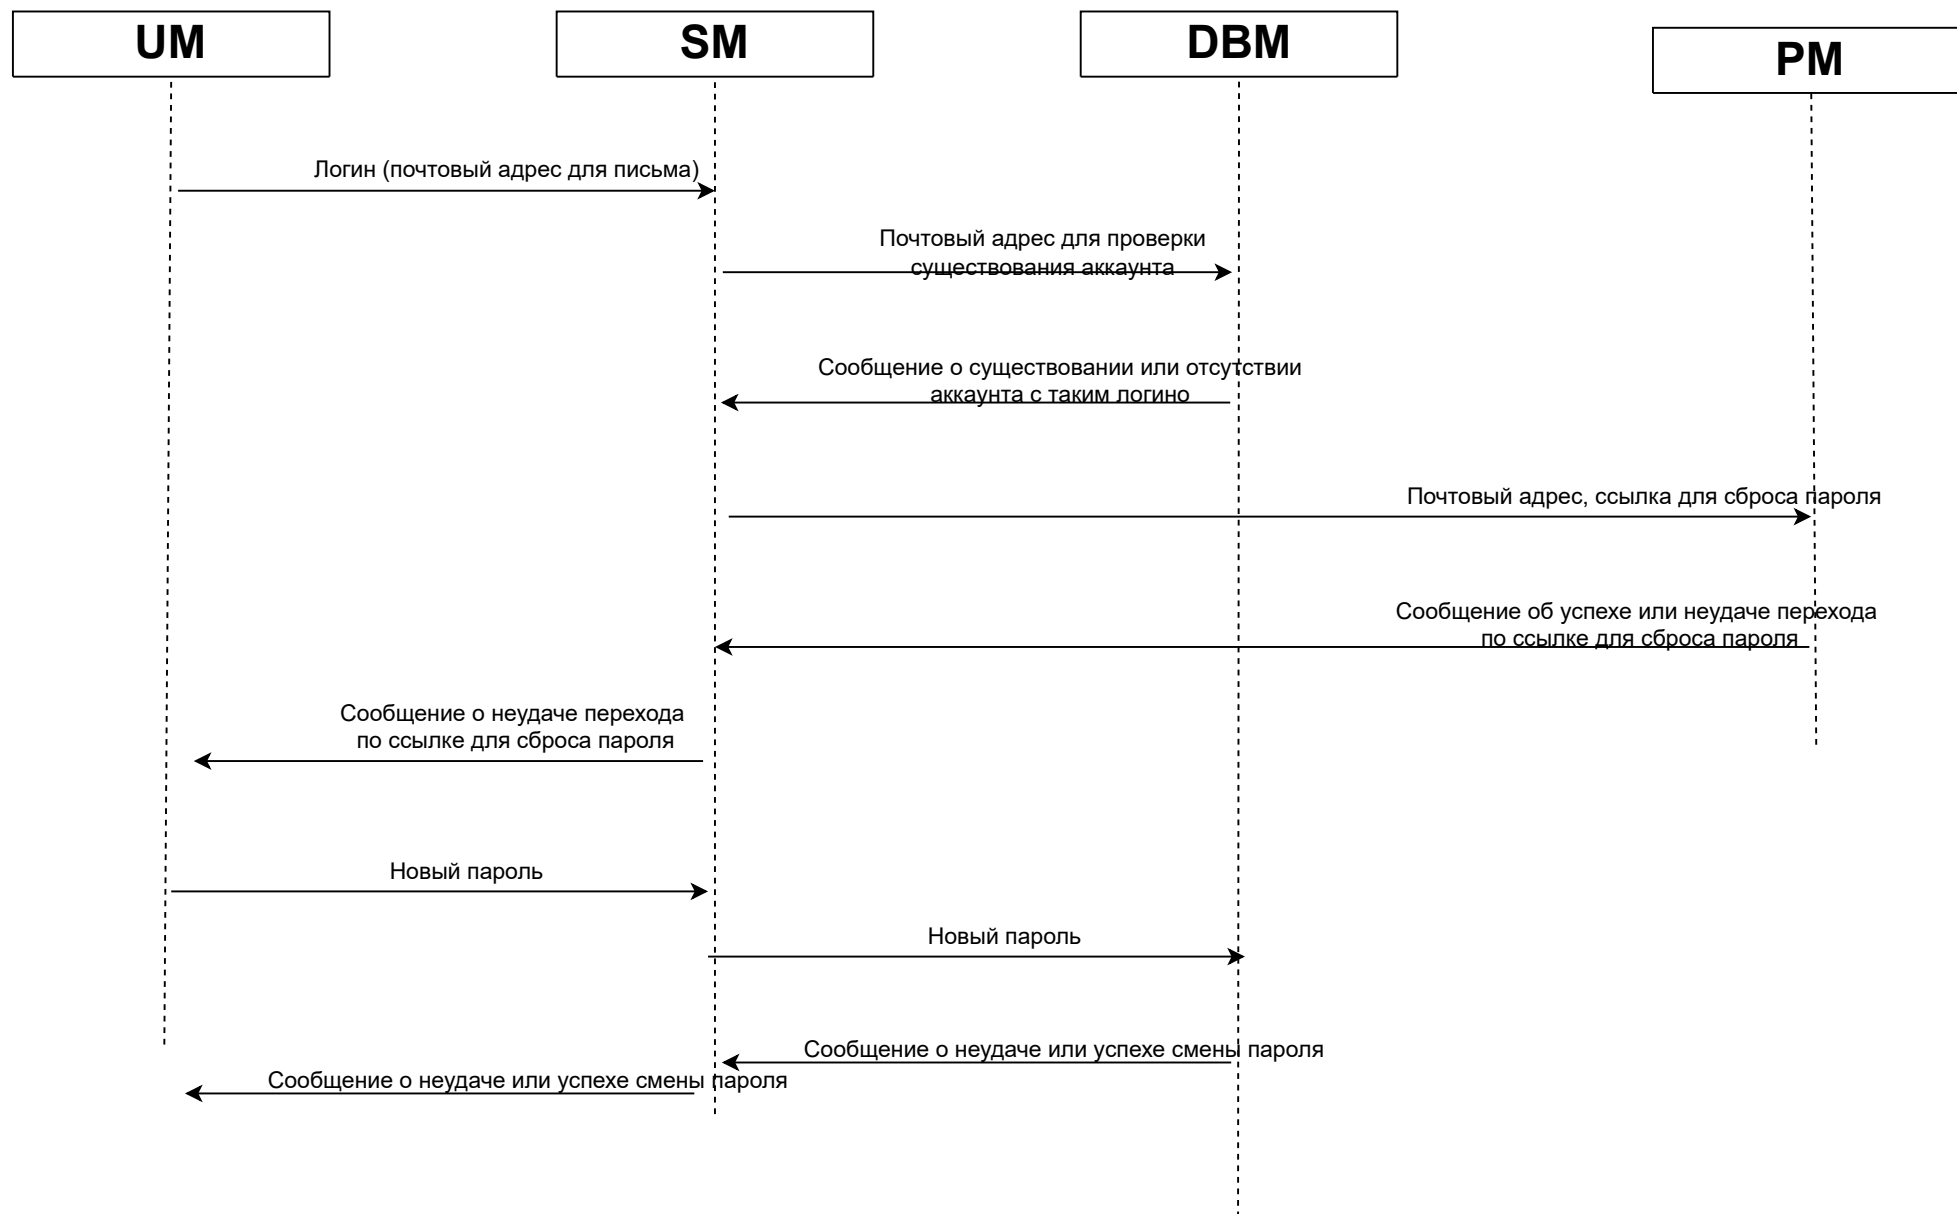 UM
SM
DBM
PM
Логин (почтовый адрес для письма)
Почтовый адрес для проверки
существования аккаунта
Сообщение о существовании или отсутствии
аккаунта с таким логино
Почтовый адрес, ссылка для сброса пароля
Сообщение об успехе или неудаче перехода
по ссылке для сброса пароля
Сообщение о неудаче перехода
по ссылке для сброса пароля
Новый пароль
Новый пароль
Сообщение о неудаче или успехе смены пароля
Сообщение о неудаче или успехе смены пароля